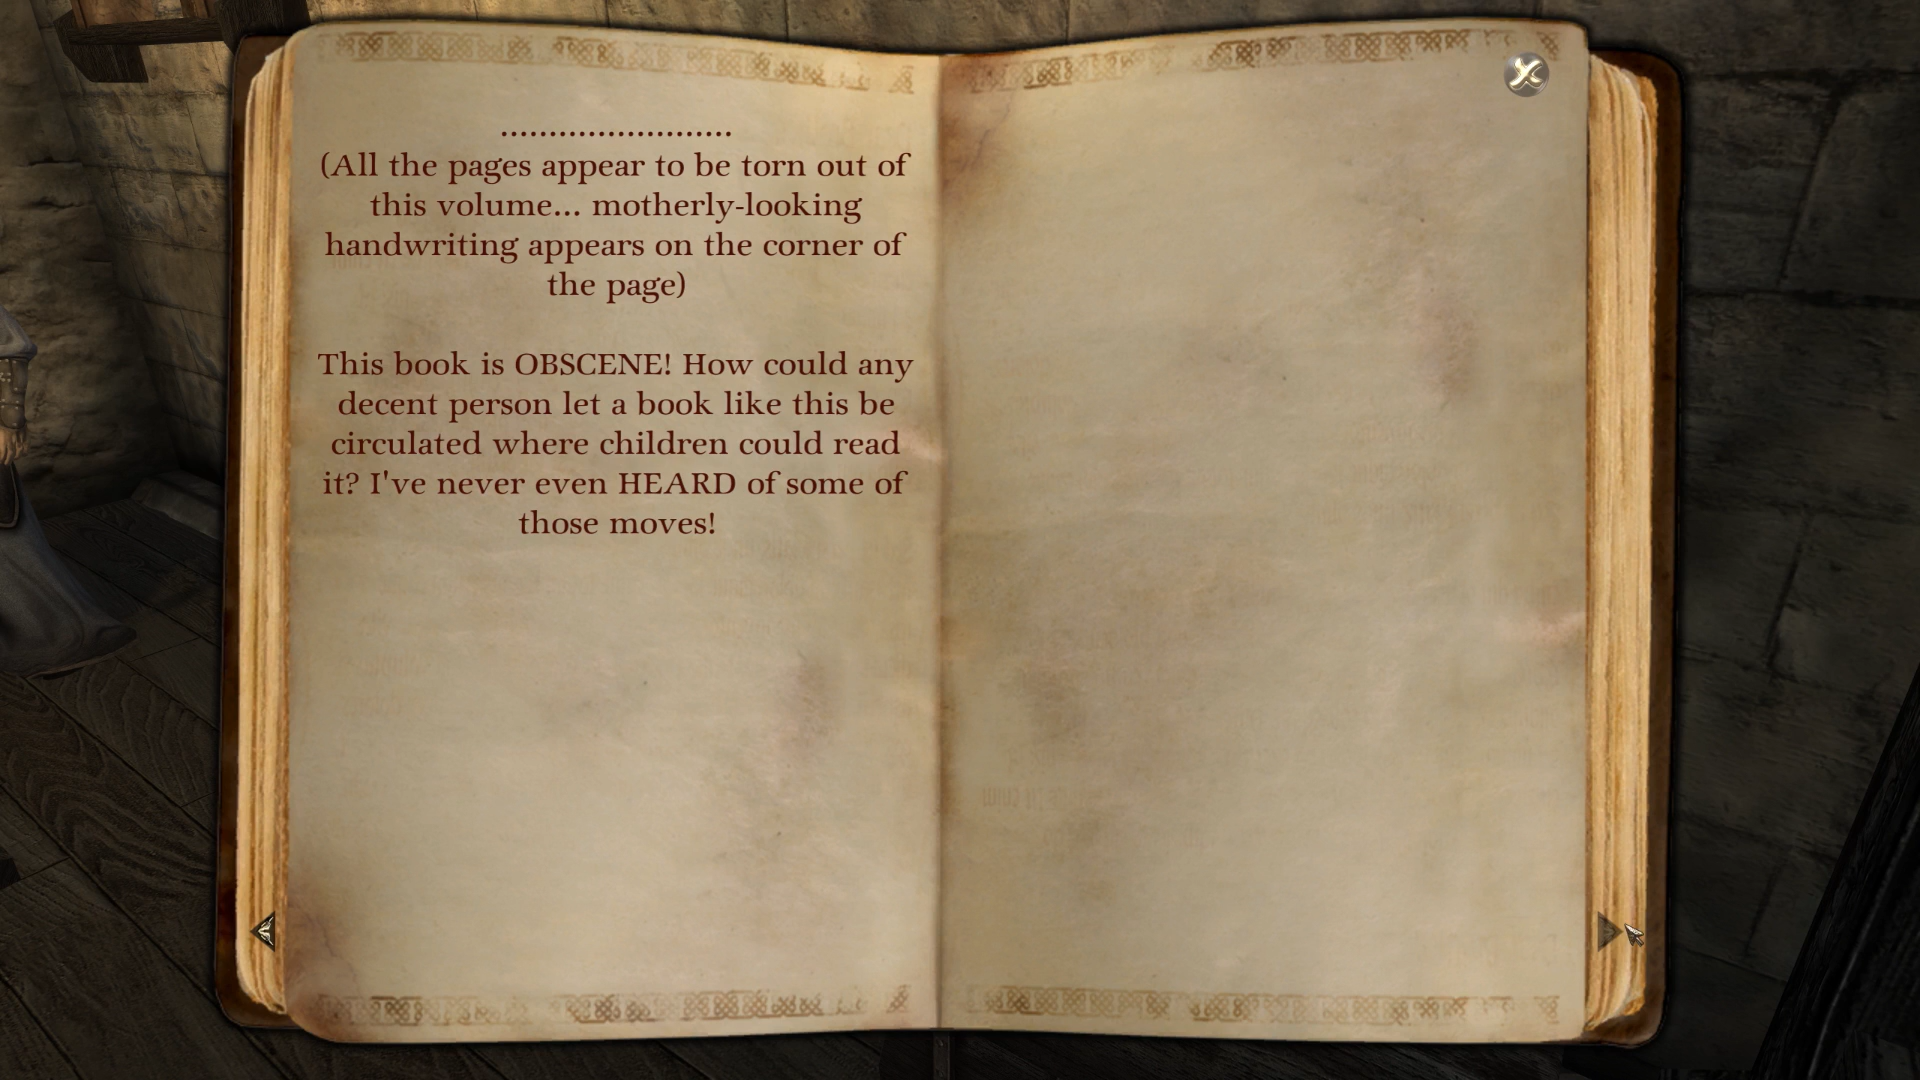 ........................
(All the pages appear to be torn out of
this volume... motherly-looking
handwriting appears on the corner of
the page)
This book is OBSCENE! How could any
decent person let a book like this be
circulated where children could read
it? I've never even HEARD of some of
those moves!